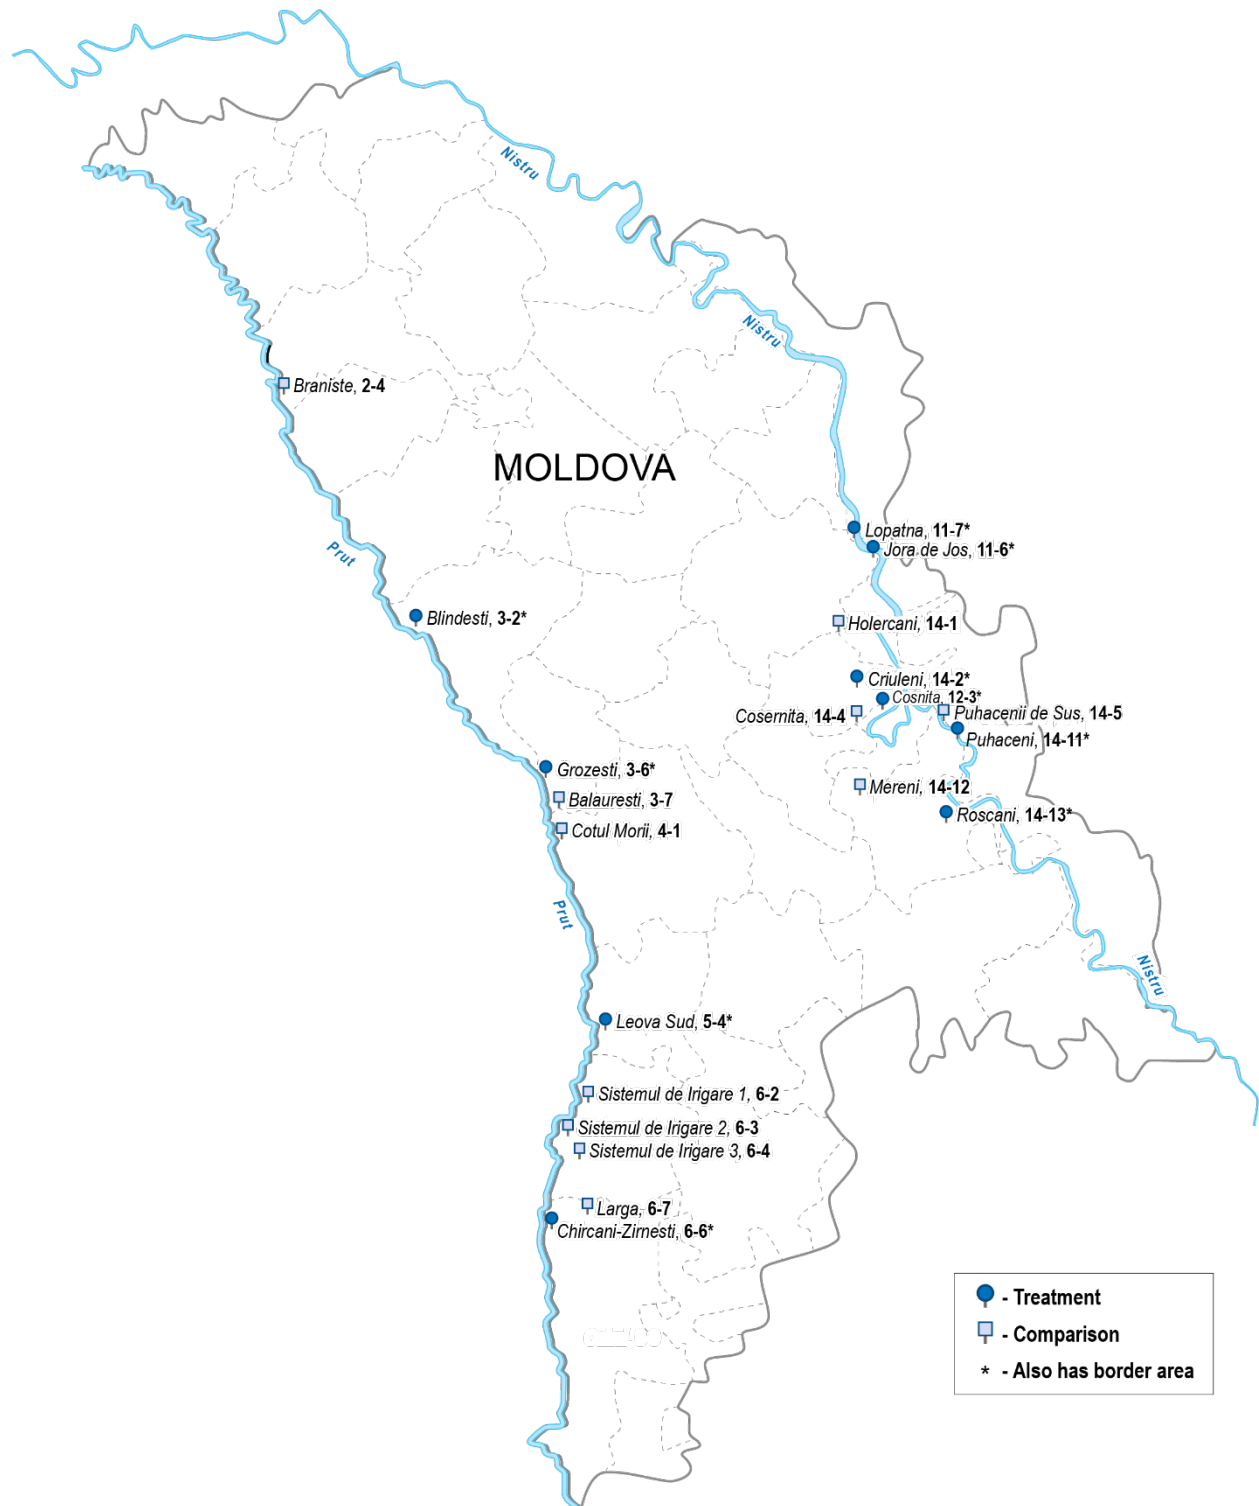 Nistru
Nistru
Braniste, 2-4
MOLDOVA
Lopatna, 11-7*
Jora de Jos, 11-6*
Prut
Blindesti, 3-2*
Holercani, 14-1
Criuleni, 14-2*
Cosnita, 12-3*
Cosernita, 14-4
Puhacenii de Sus, 14-5
Puhaceni, 14-11*
Grozesti, 3-6*
Balauresti, 3-7
Mereni, 14-12
Roscani, 14-13*
Cotul Morii, 4-1
Prut
Nistru
Leova Sud, 5-4*
Sistemul de Irigare 1, 6-2
Sistemul de Irigare 2, 6-3
Sistemul de Irigare 3, 6-4
Larga, 6-7
Chircani-Zirnesti, 6-6*
- Treatment
- Comparison
* - Also has border area